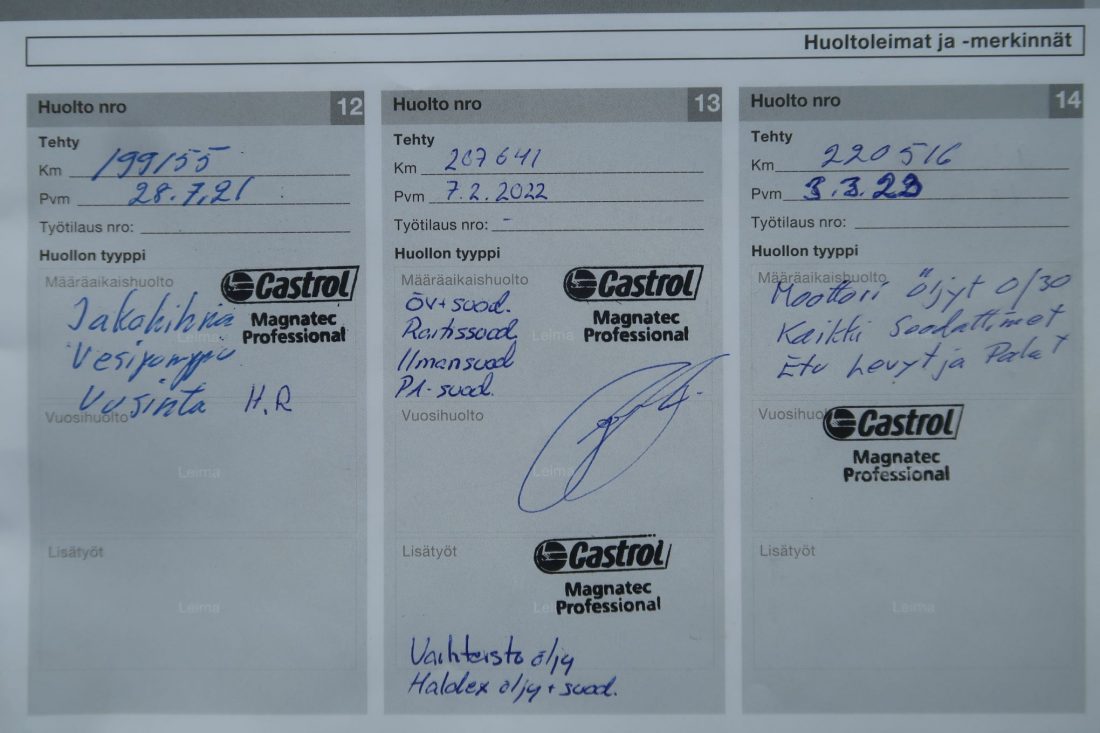 Huoltoleimat ja -merkinnät
Huolto nro 12
Tehty
Km 199155
Pvm 28.7.21
Työtilaus nro:
Huollon tyyppi
Määräaikaishuolto
Castrol
Magnatec
Professional
Jakohihna
Leima
Vesipumppu
Uusinta H.R
Vuosihuolto
Leima
Lisätyöt
Leima
Huolto nro 13
Tehty
Km 207641
Pvm 7.2.2022
Työtilaus nro: -
Huollon tyyppi
Määräaikaishuolto
Castrol
Magnatec
Professional
ÖV+suod.
Raitissuod
Leima
Ilmansuod
PA-suod.
Vuosihuolto
Leima
Lisätyöt
Castrol
Magnatec
Professional
Leima
Vaihteisto öljy
Haldex öljy + suod.
Huolto nro 14
Tehty
Km 220516
Pvm 3.3.23
Työtilaus nro:
Huollon tyyppi
Määräaikaishuolto
Moottori Öljyt 0/30
Kaikki Suodattimet
Etu Levyt ja Palat
Vuosihuolto
Castrol
Magnatec
Professional
Lisätyöt
Leima